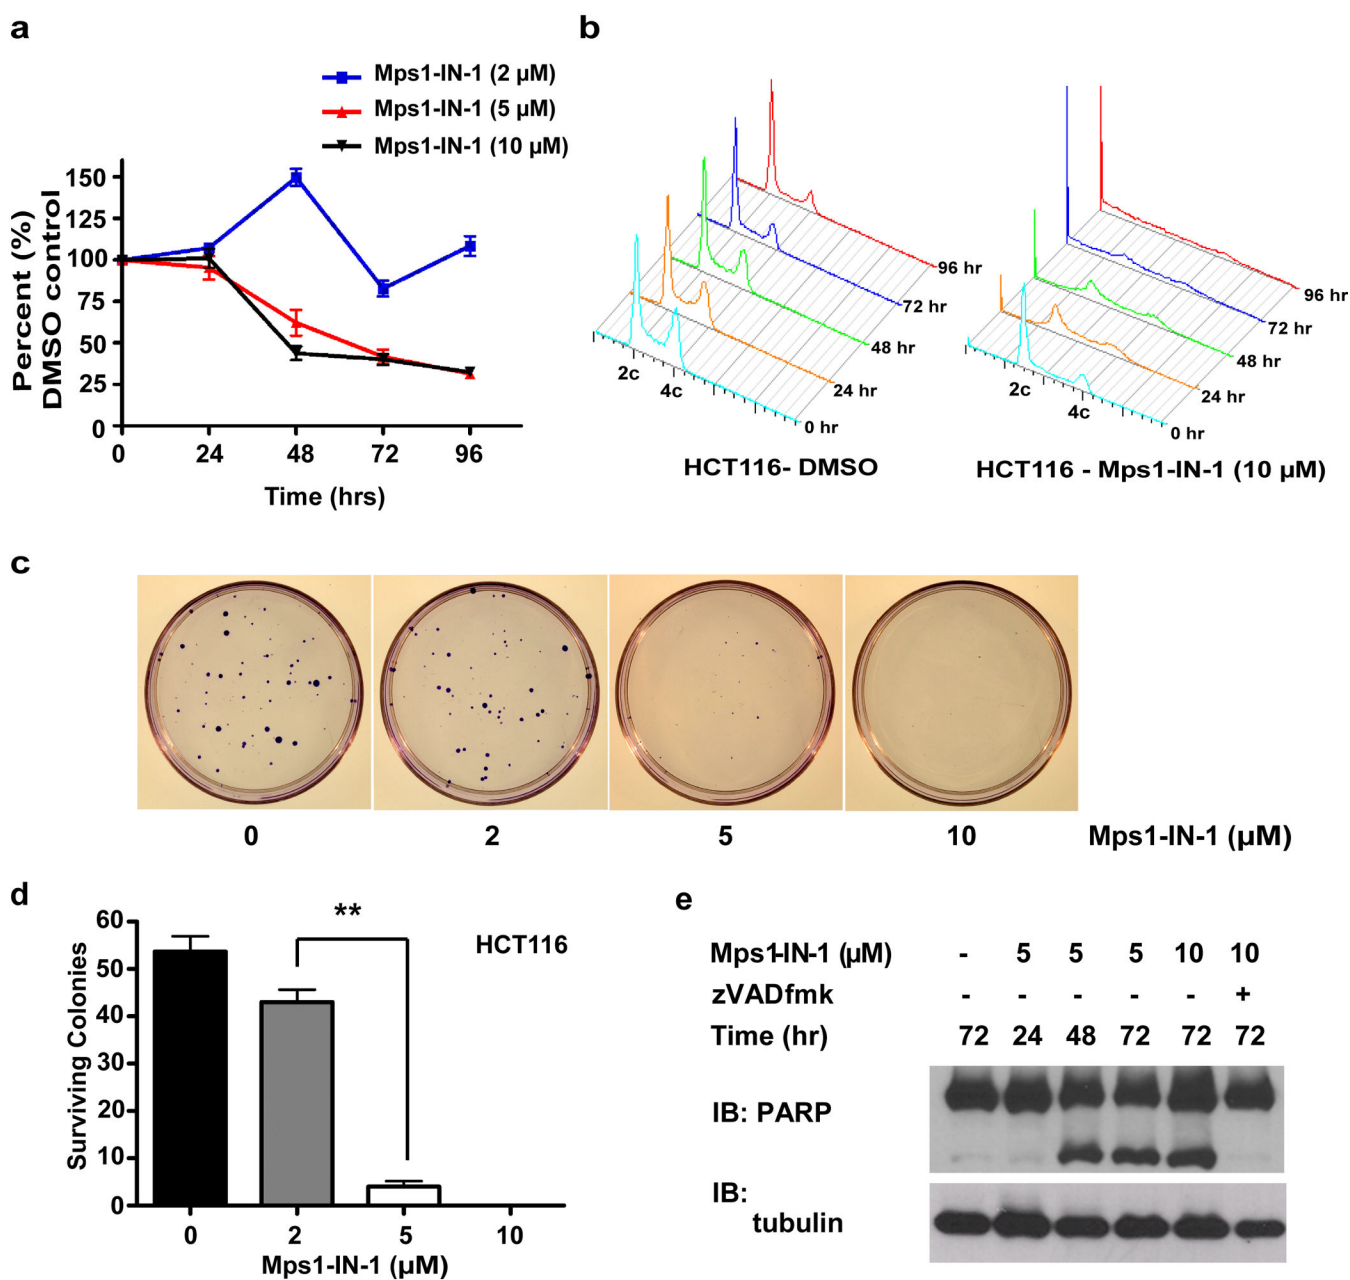 a
Mps1-IN-1 (2 µM)
Mps1-IN-1 (5 µM)
Mps1-IN-1 (10 µM)
Percent (%)
DMSO control
150
125
100
75
50
25
0
0 24 48 72 96
Time (hrs)
b
96 hr
72 hr
48 hr
24 hr
0 hr
2c
4c
HCT116- DMSO
96 hr
72 hr
48 hr
24 hr
0 hr
2c
4c
HCT116 - Mps1-IN-1 (10 µM)
c
0 2 5 10 Mps1-IN-1 (µM)
d
**
HCT116
Surviving Colonies
60
50
40
30
20
10
0
0 2 5 10
Mps1-IN-1 (µM)
e
Mps1-IN-1 (µM) - 5 5 5 10 10
zVADfmk - - - - - +
Time (hr) 72 24 48 72 72 72
IB: PARP
IB:
tubulin